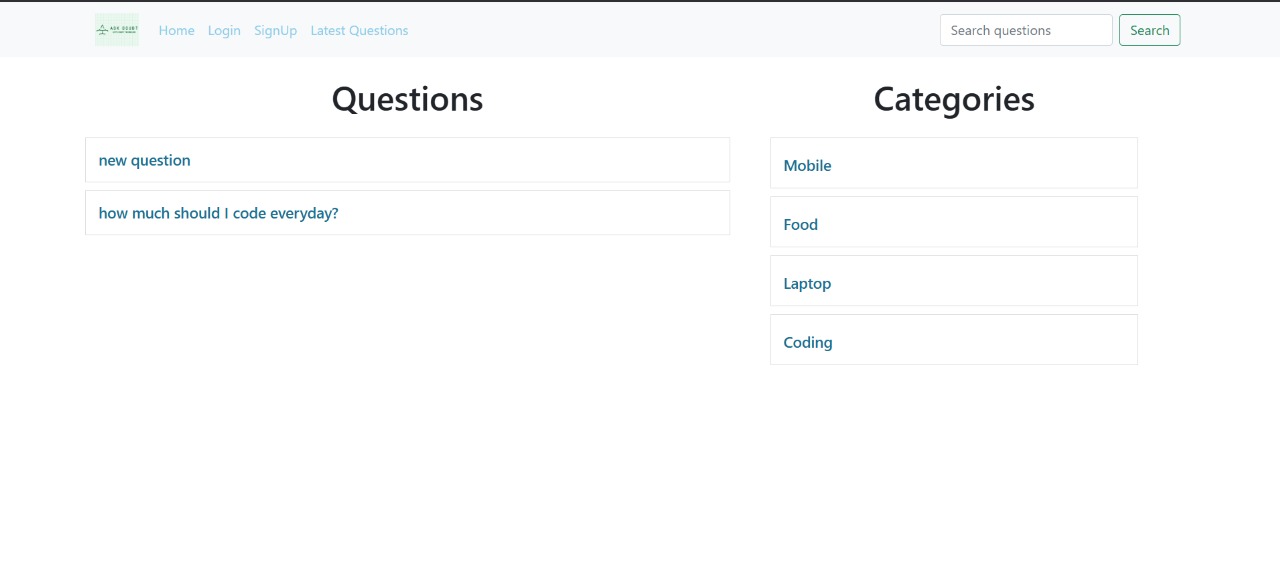 ASK DOUBT
Home Login SignUp Latest Questions
Search questions
Search
Questions
new question
how much should I code everyday?
Categories
Mobile
Food
Laptop
Coding